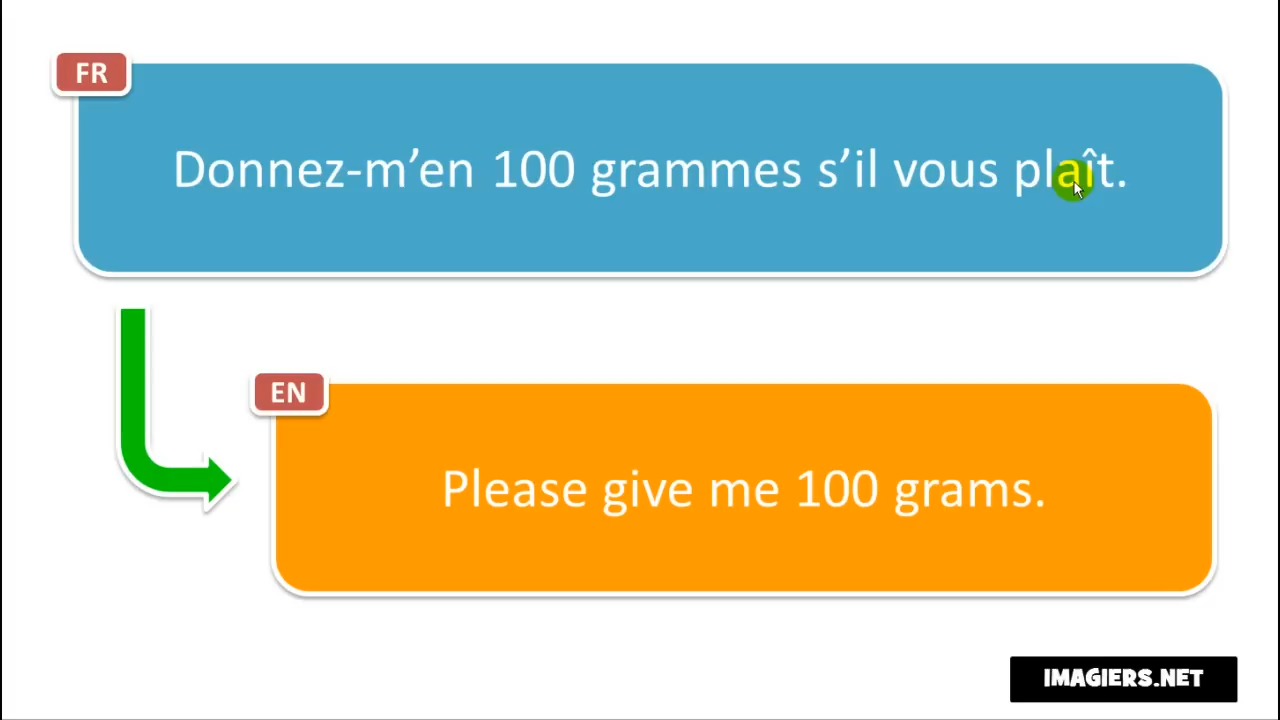 FR
Donnez-m’en 100 grammes s’il vous plaît.
EN
Please give me 100 grams.
IMAGIERS.NET